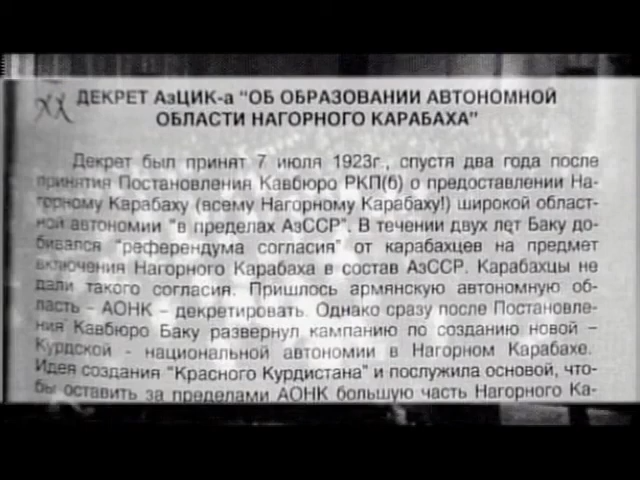 XX ДЕКРЕТ АзЦИК-а "ОБ ОБРАЗОВАНИИ АВТОНОМНОЙ
ОБЛАСТИ НАГОРНОГО КАРАБАХА"
Декрет был принят 7 июля 1923г., спустя два года после
принятия Постановления Кавбюро РКП(б) о предоставлении На-
горному Карабаху (всему Нагорному Карабаху!) широкой област-
ной автономии "в пределах АзССР". В течении двух лет Баку до-
бивался "референдума согласия" от карабахцев на предмет
включения Нагорного Карабаха в состав АзССР. Карабахцы не
дали такого согласия. Пришлось армянскую автономную об-
ласть - АОНК - декретировать. Однако сразу после Постановле-
ния Кавбюро Баку развернул кампанию по созданию новой –
Курдской - национальной автономии в Нагорном Карабахе.
Идея создания "Красного Курдистана" и послужила основой, что-
бы оставить за пределами АОНК большую часть Нагорного Ка-